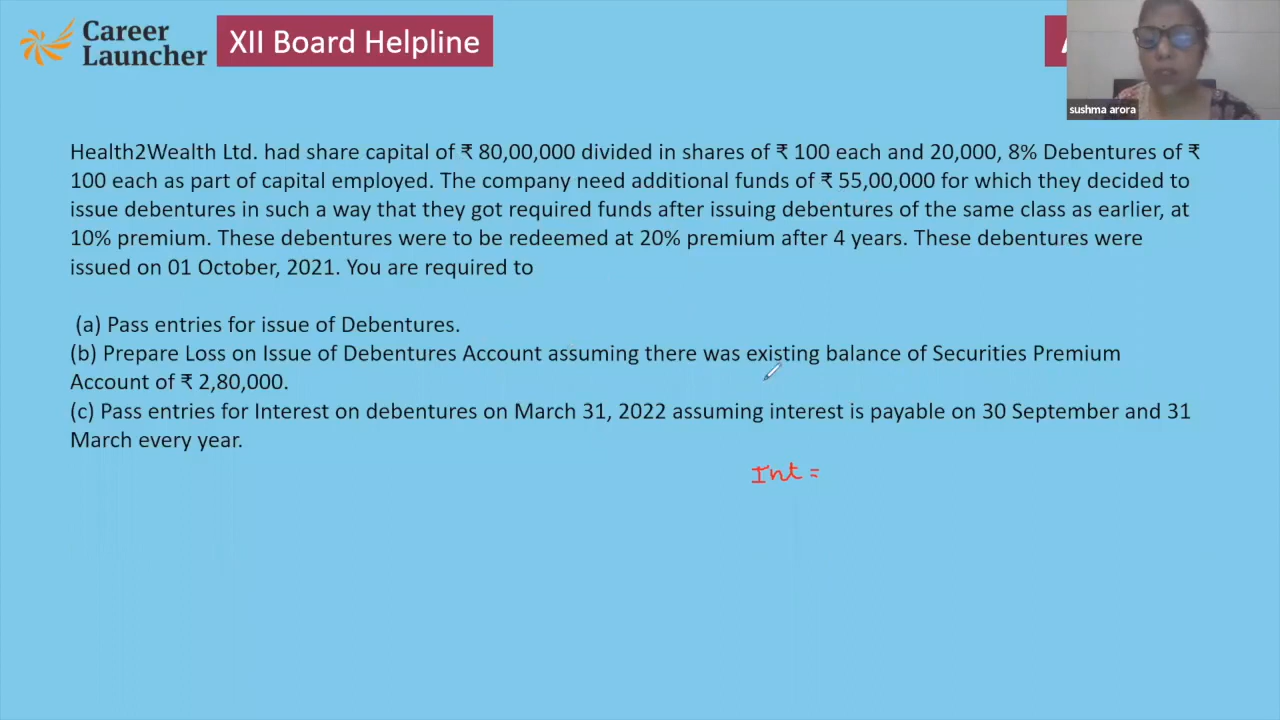 Career
Launcher
XII Board Helpline
sushma arora
Health2Wealth Ltd. had share capital of ₹ 80,00,000 divided in shares of ₹ 100 each and 20,000, 8% Debentures of ₹
100 each as part of capital employed. The company need additional funds of ₹ 55,00,000 for which they decided to
issue debentures in such a way that they got required funds after issuing debentures of the same class as earlier, at
10% premium. These debentures were to be redeemed at 20% premium after 4 years. These debentures were
issued on 01 October, 2021. You are required to
(a) Pass entries for issue of Debentures.
(b) Prepare Loss on Issue of Debentures Account assuming there was existing balance of Securities Premium
Account of ₹ 2,80,000.
(c) Pass entries for Interest on debentures on March 31, 2022 assuming interest is payable on 30 September and 31
March every year.
Int =